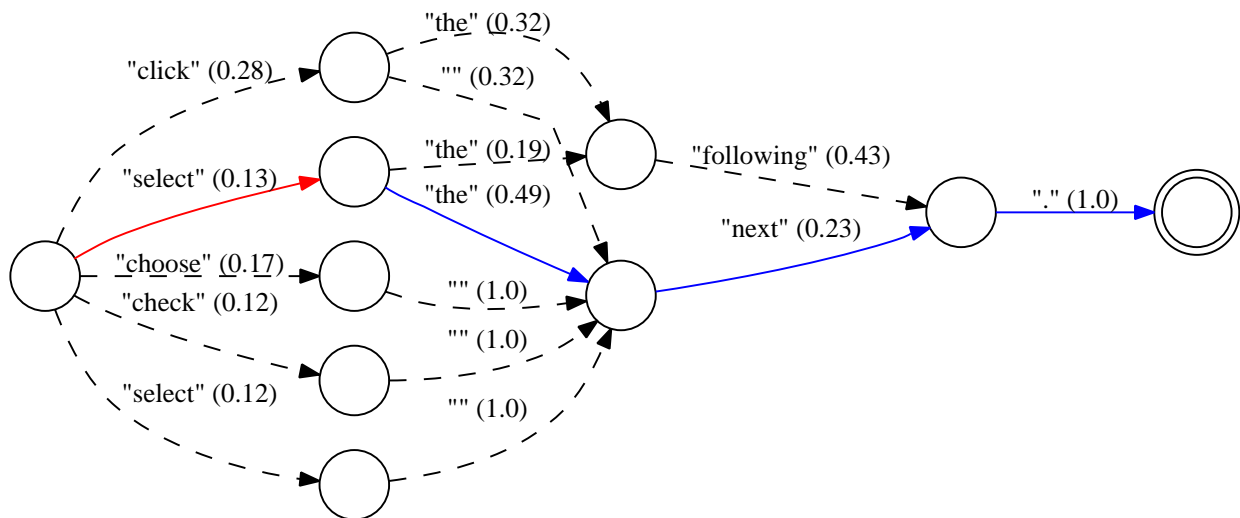 "click" (0.28)
"select" (0.13)
"choose" (0.17)
"check" (0.12)
"select" (0.12)
"the" (0.32)
"" (0.32)
"the" (0.19)
"the" (0.49)
"" (1.0)
"" (1.0)
"" (1.0)
"following" (0.43)
"next" (0.23)
"." (1.0)